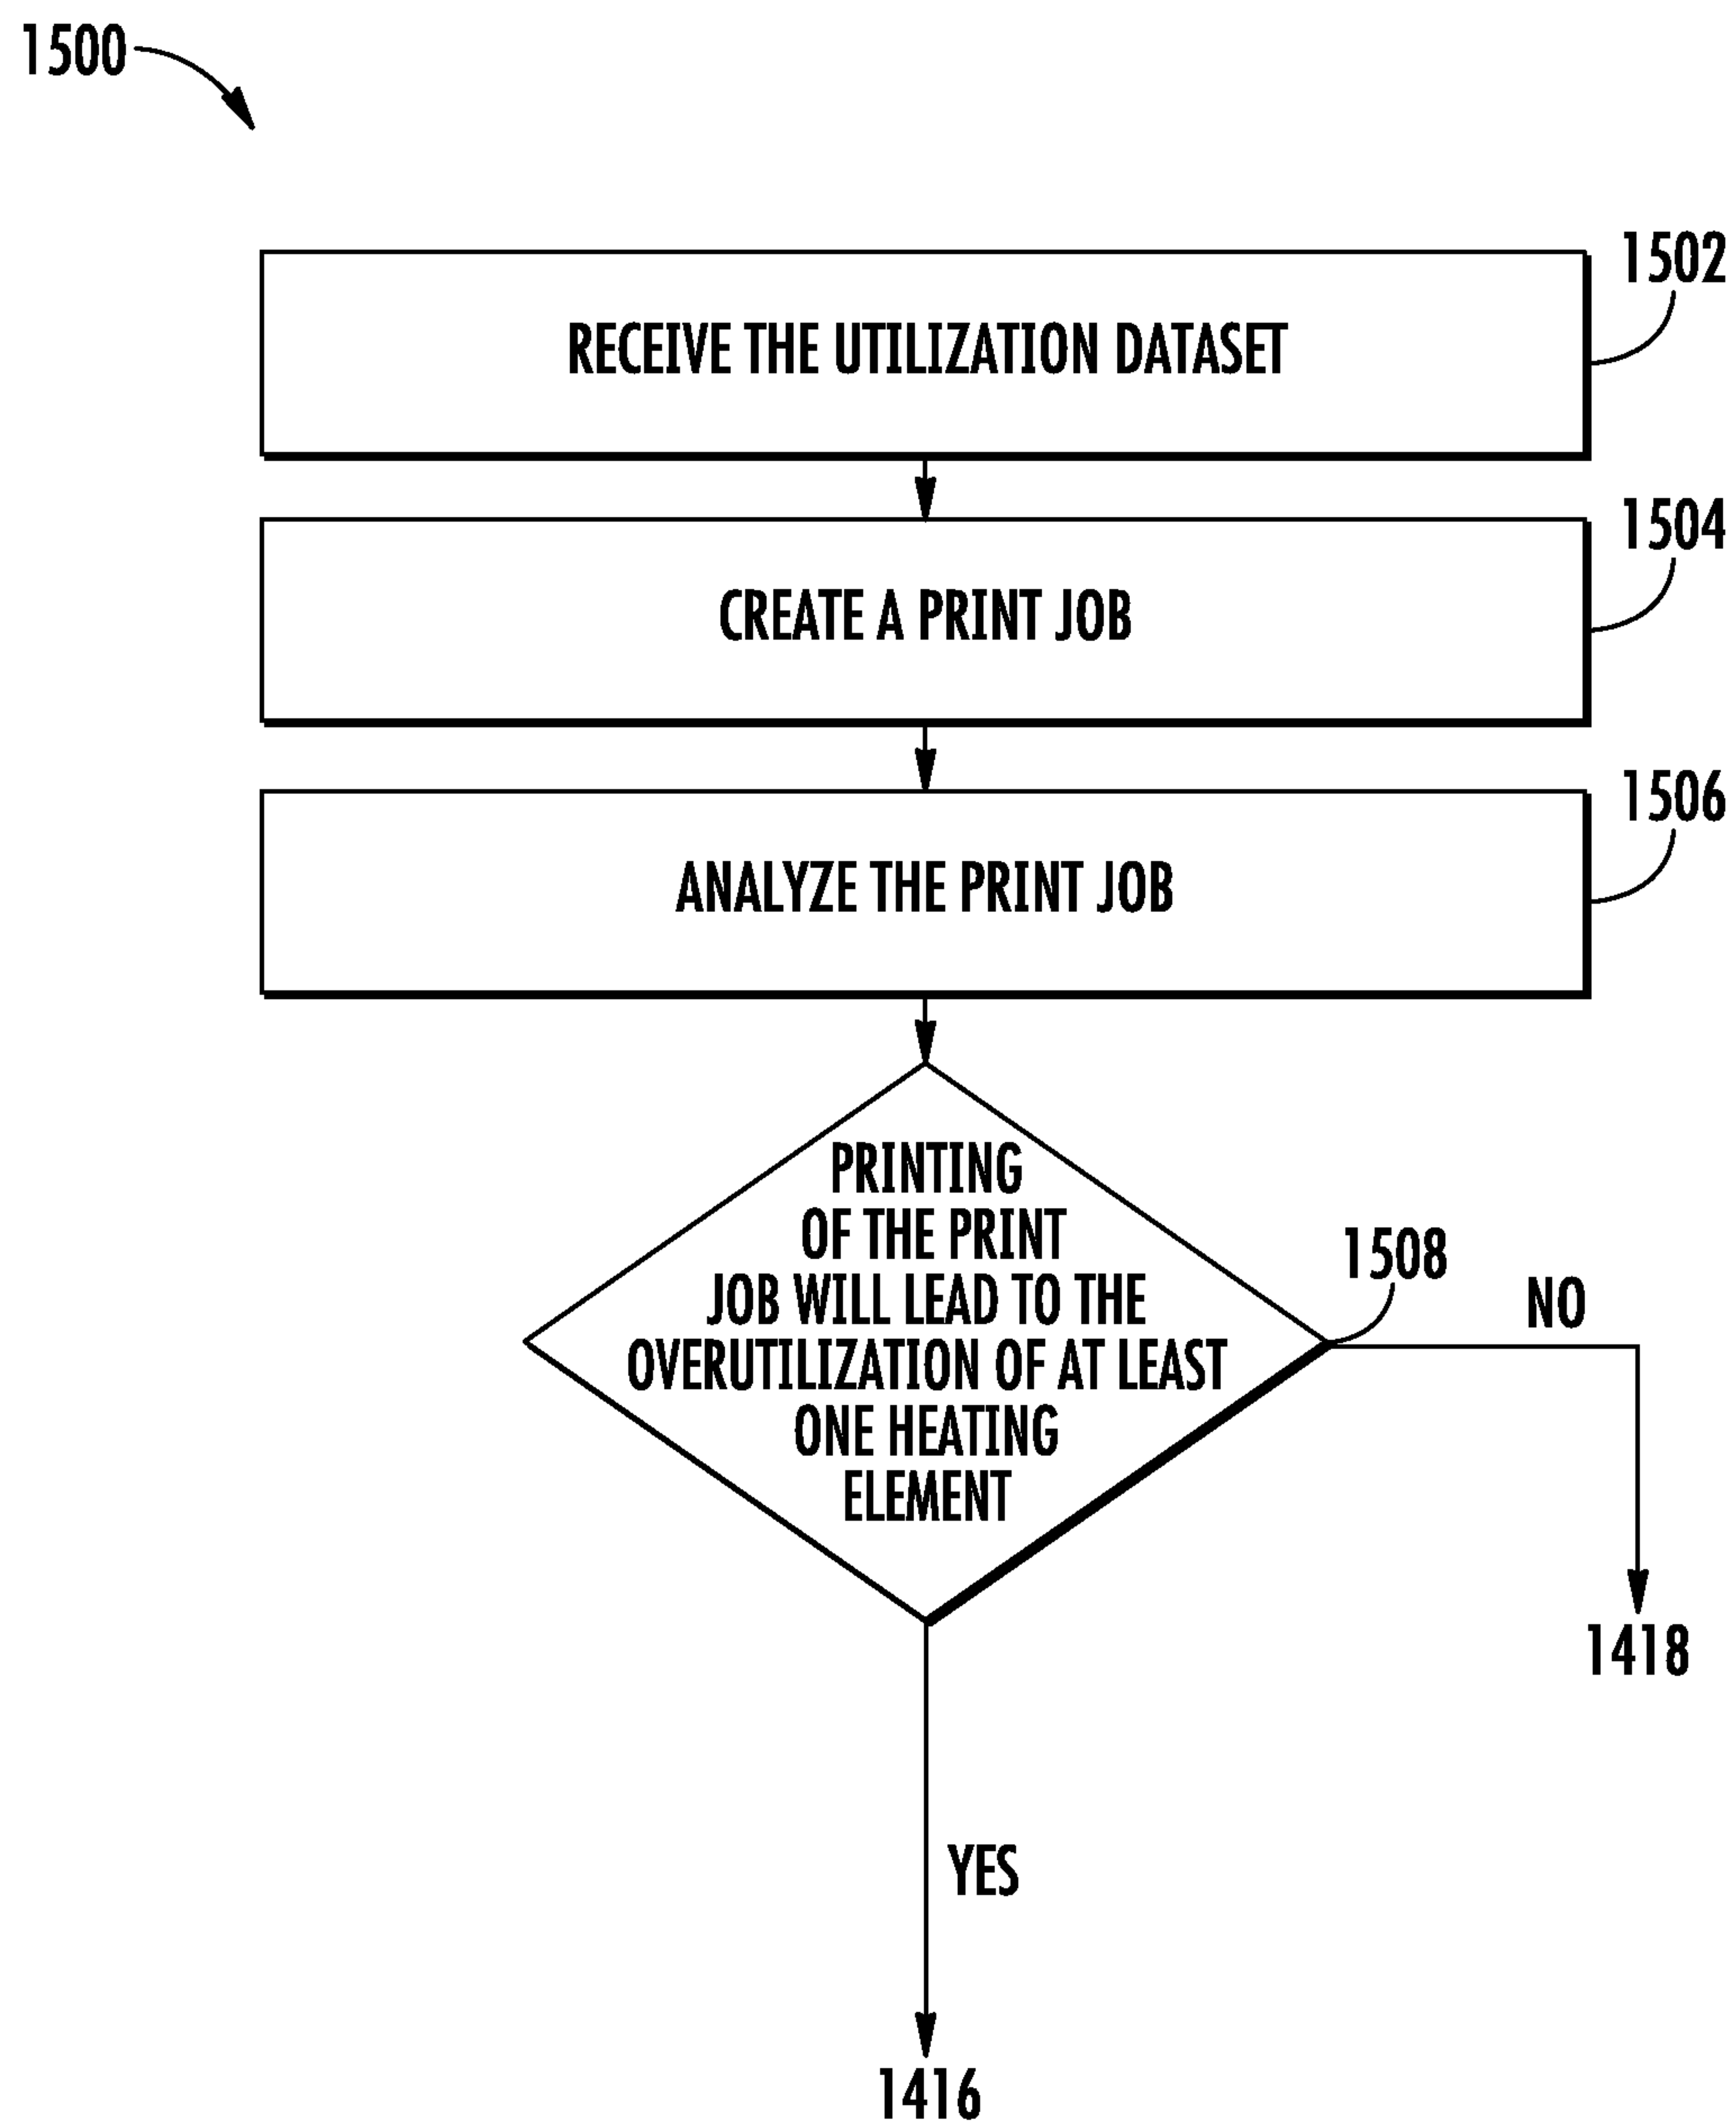 1500
1502
RECEIVE THE UTILIZATION DATASET
1504
CREATE A PRINT JOB
1506
ANALYZE THE PRINT JOB
PRINTING
OF THE PRINT
JOB WILL LEAD TO THE
OVERUTILIZATION OF AT LEAST
ONE HEATING
ELEMENT
1508
NO
1418
YES
1416